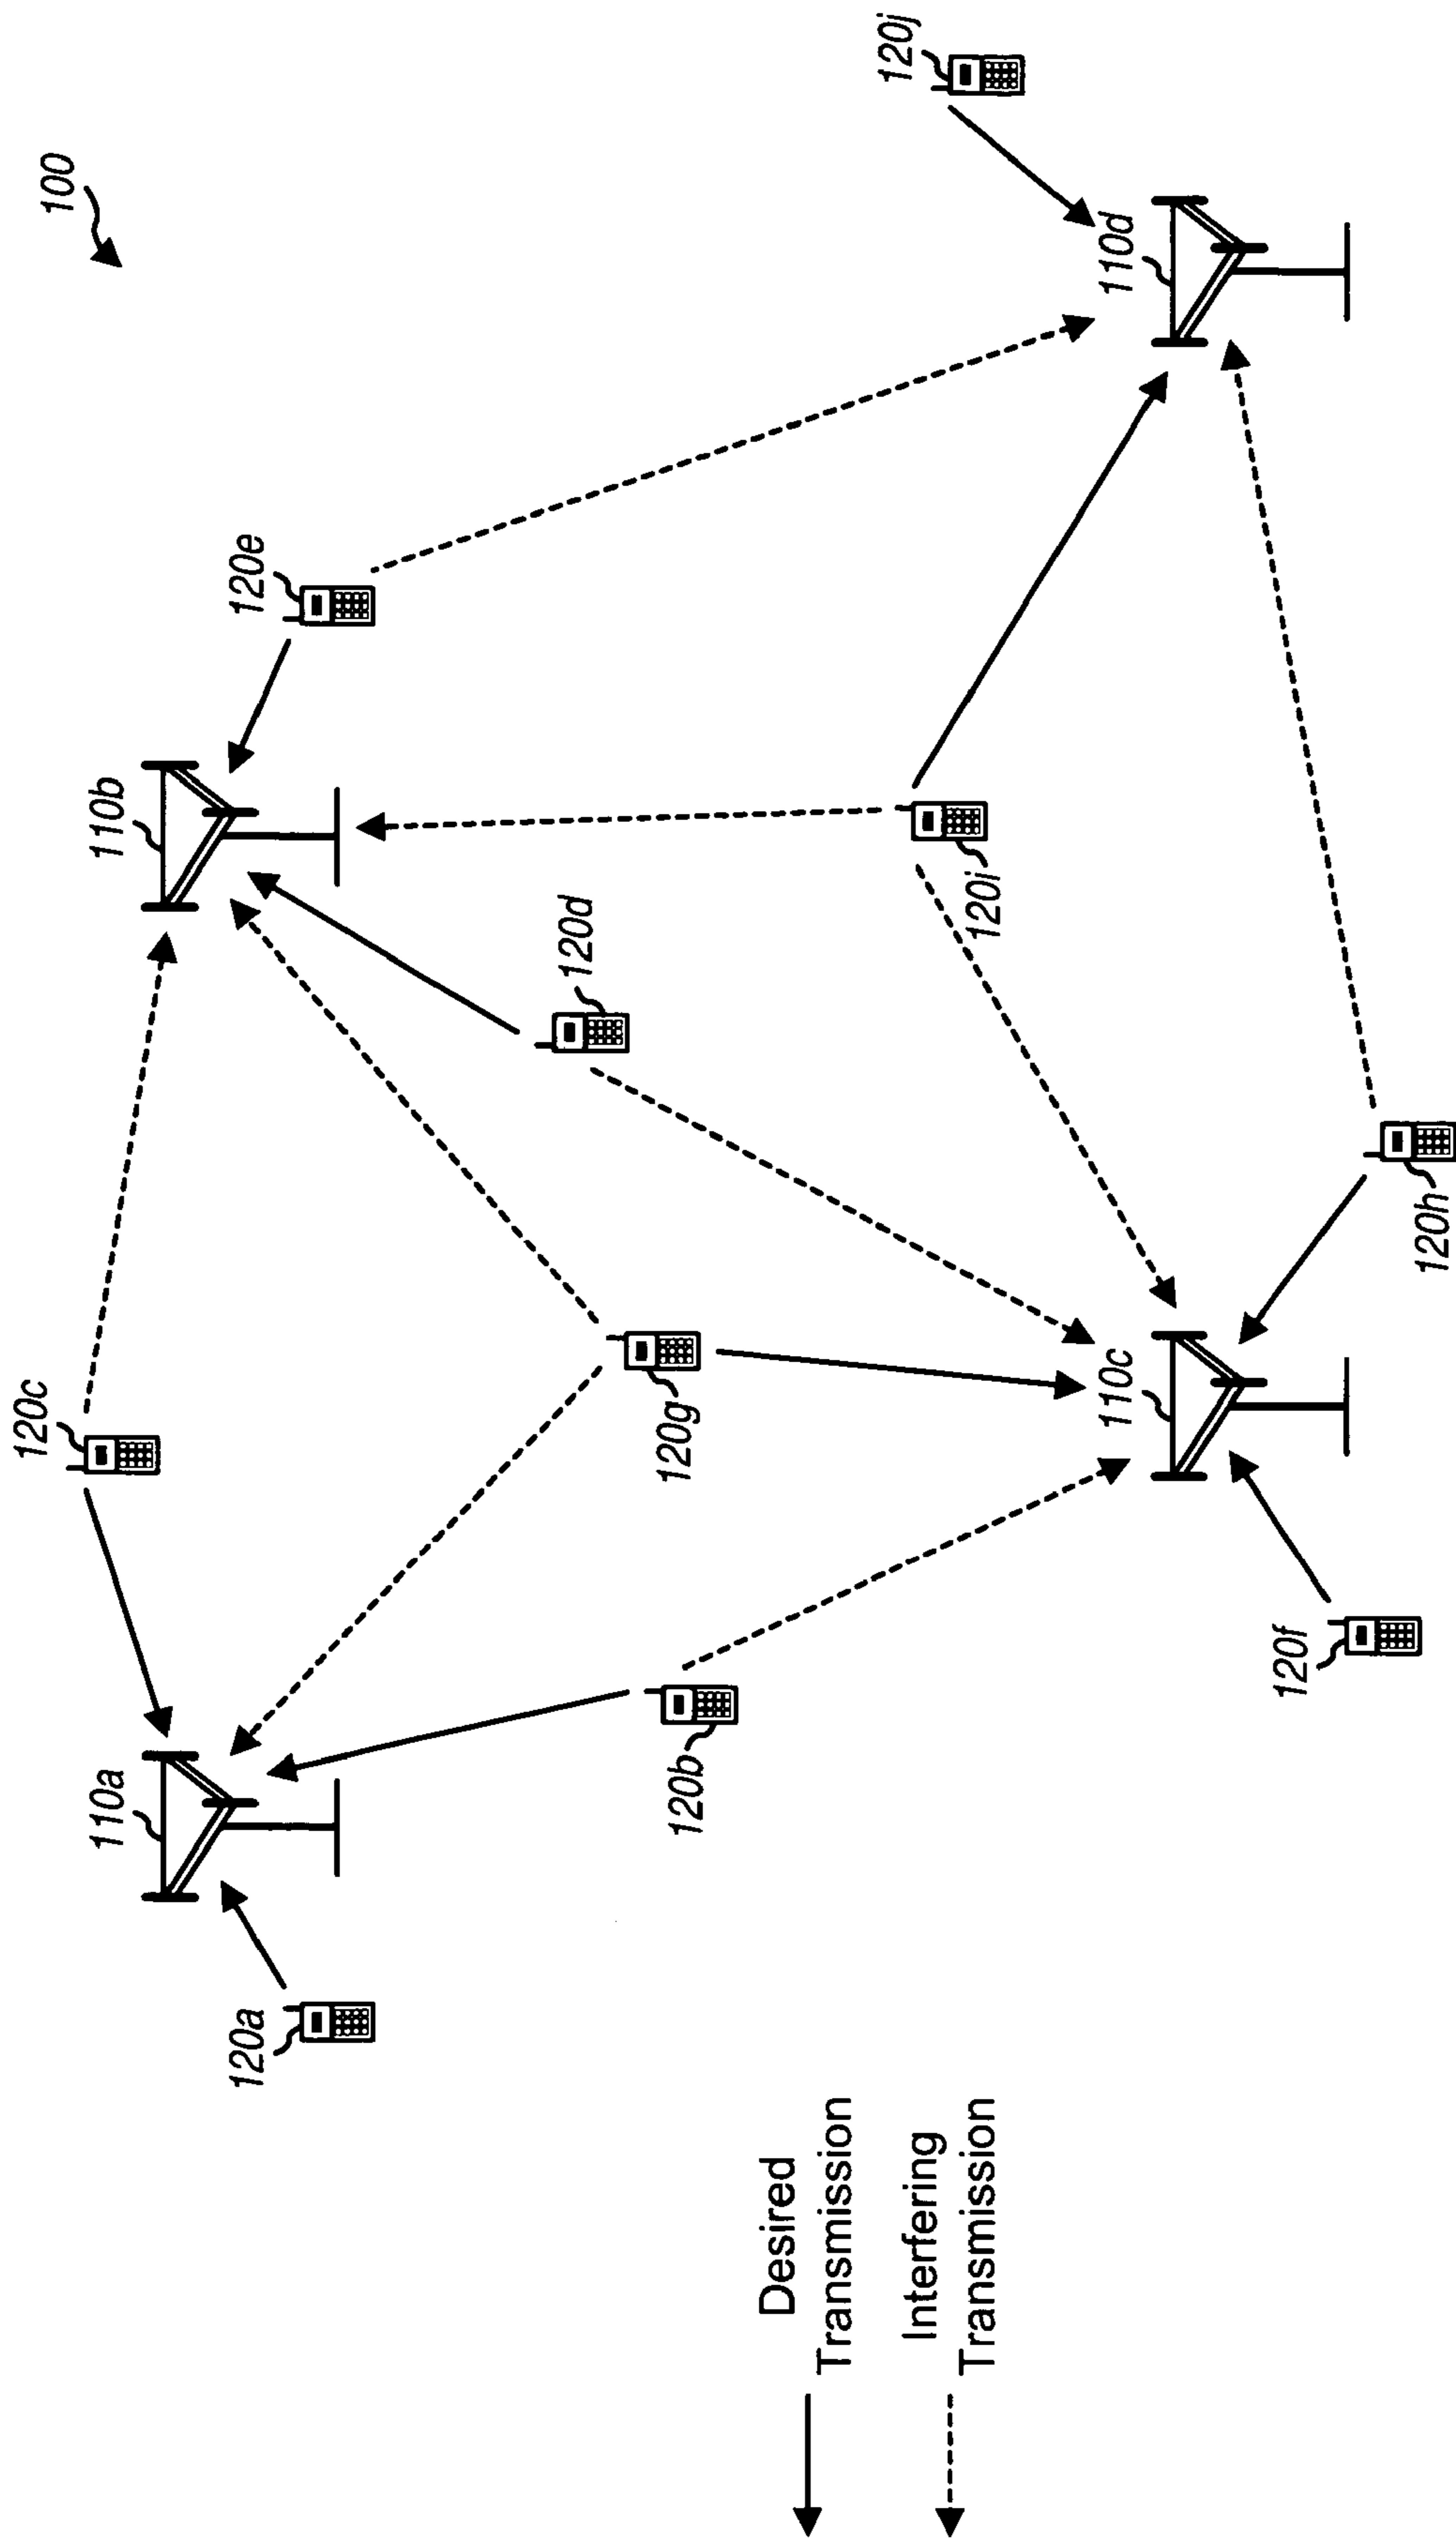 100
120c
110a
110b
120e
120a
120d
120g
120b
120j
120i
110c
110d
120f
120h
Desired
Transmission
Interfering
Transmission